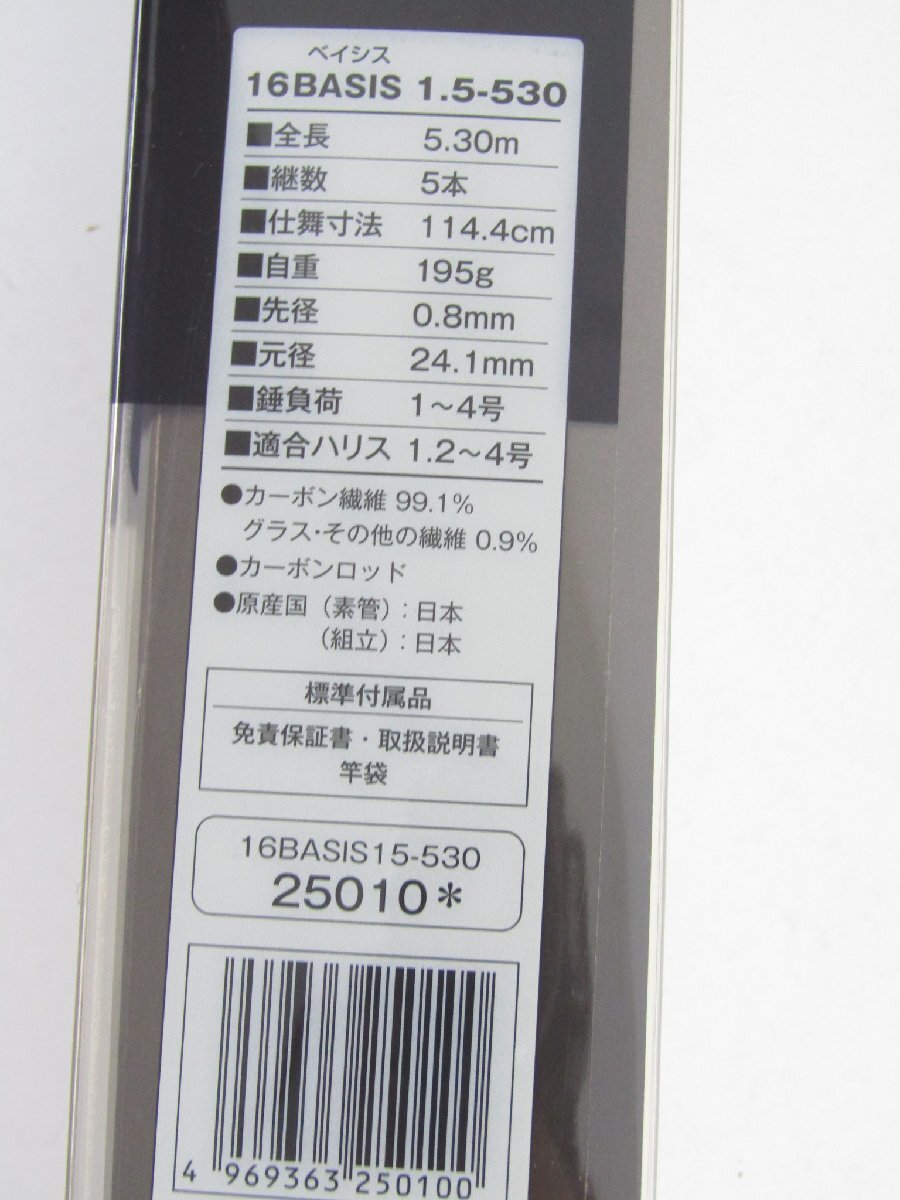 ベイシス
16BASIS 1.5-530
■全長 5.30m
■継数 5本
■仕舞寸法 114.4cm
■自重 195g
■先径 0.8mm
■元径 24.1mm
■錘負荷 1〜4号
■適合ハリス 1.2〜4号
●カーボン繊維 99.1%
グラス・その他の繊維 0.9%
●カーボンロッド
●原産国（素管）：日本
（組立）：日本
標準付属品
免責保証書・取扱説明書
竿袋
16BASIS15-530
25010*
4 969363 250100